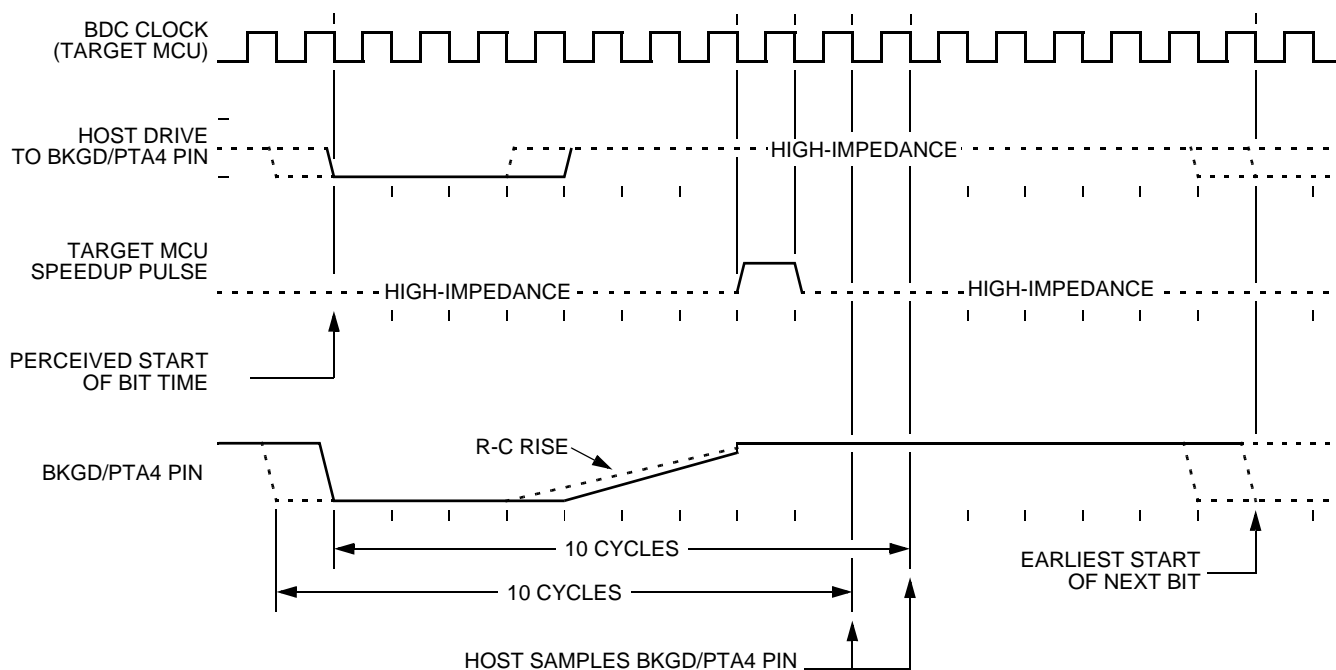 BDC CLOCK
(TARGET MCU)
HOST DRIVE
TO BKGD/PTA4 PIN
HIGH-IMPEDANCE
TARGET MCU
SPEEDUP PULSE
HIGH-IMPEDANCE
HIGH-IMPEDANCE
PERCEIVED START
OF BIT TIME
R-C RISE
BKGD/PTA4 PIN
10 CYCLES
EARLIEST START
OF NEXT BIT
10 CYCLES
HOST SAMPLES BKGD/PTA4 PIN